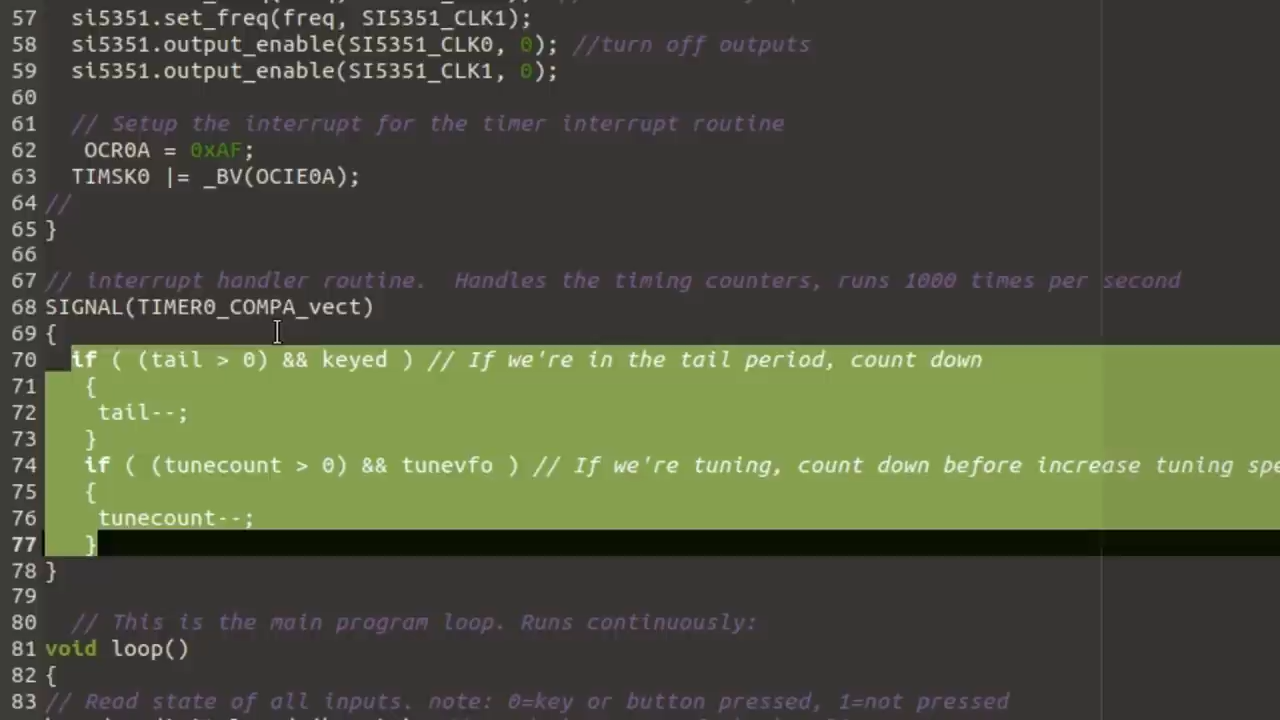 57 si5351.set_freq(freq, SI5351_CLK1);
58 si5351.output_enable(SI5351_CLK0, 0); //turn off outputs
59 si5351.output_enable(SI5351_CLK1, 0);
60
61 // Setup the interrupt for the timer interrupt routine
62 OCR0A = 0xAF;
63 TIMSK0 |= _BV(OCIE0A);
64 //
65 }
66
67 // interrupt handler routine.  Handles the timing counters, runs 1000 times per second
68 SIGNAL(TIMER0_COMPA_vect)
69 {
70 if ( (tail > 0) && keyed ) // If we're in the tail period, count down
71 {
72 tail--;
73 }
74 if ( (tunecount > 0) && tunevfo ) // If we're tuning, count down before increase tuning spe
75 {
76 tunecount--;
77 }
78 }
79
80 // This is the main program loop. Runs continuously:
81 void loop()
82 {
83 // Read state of all inputs. note: 0=key or button pressed, 1=not pressed